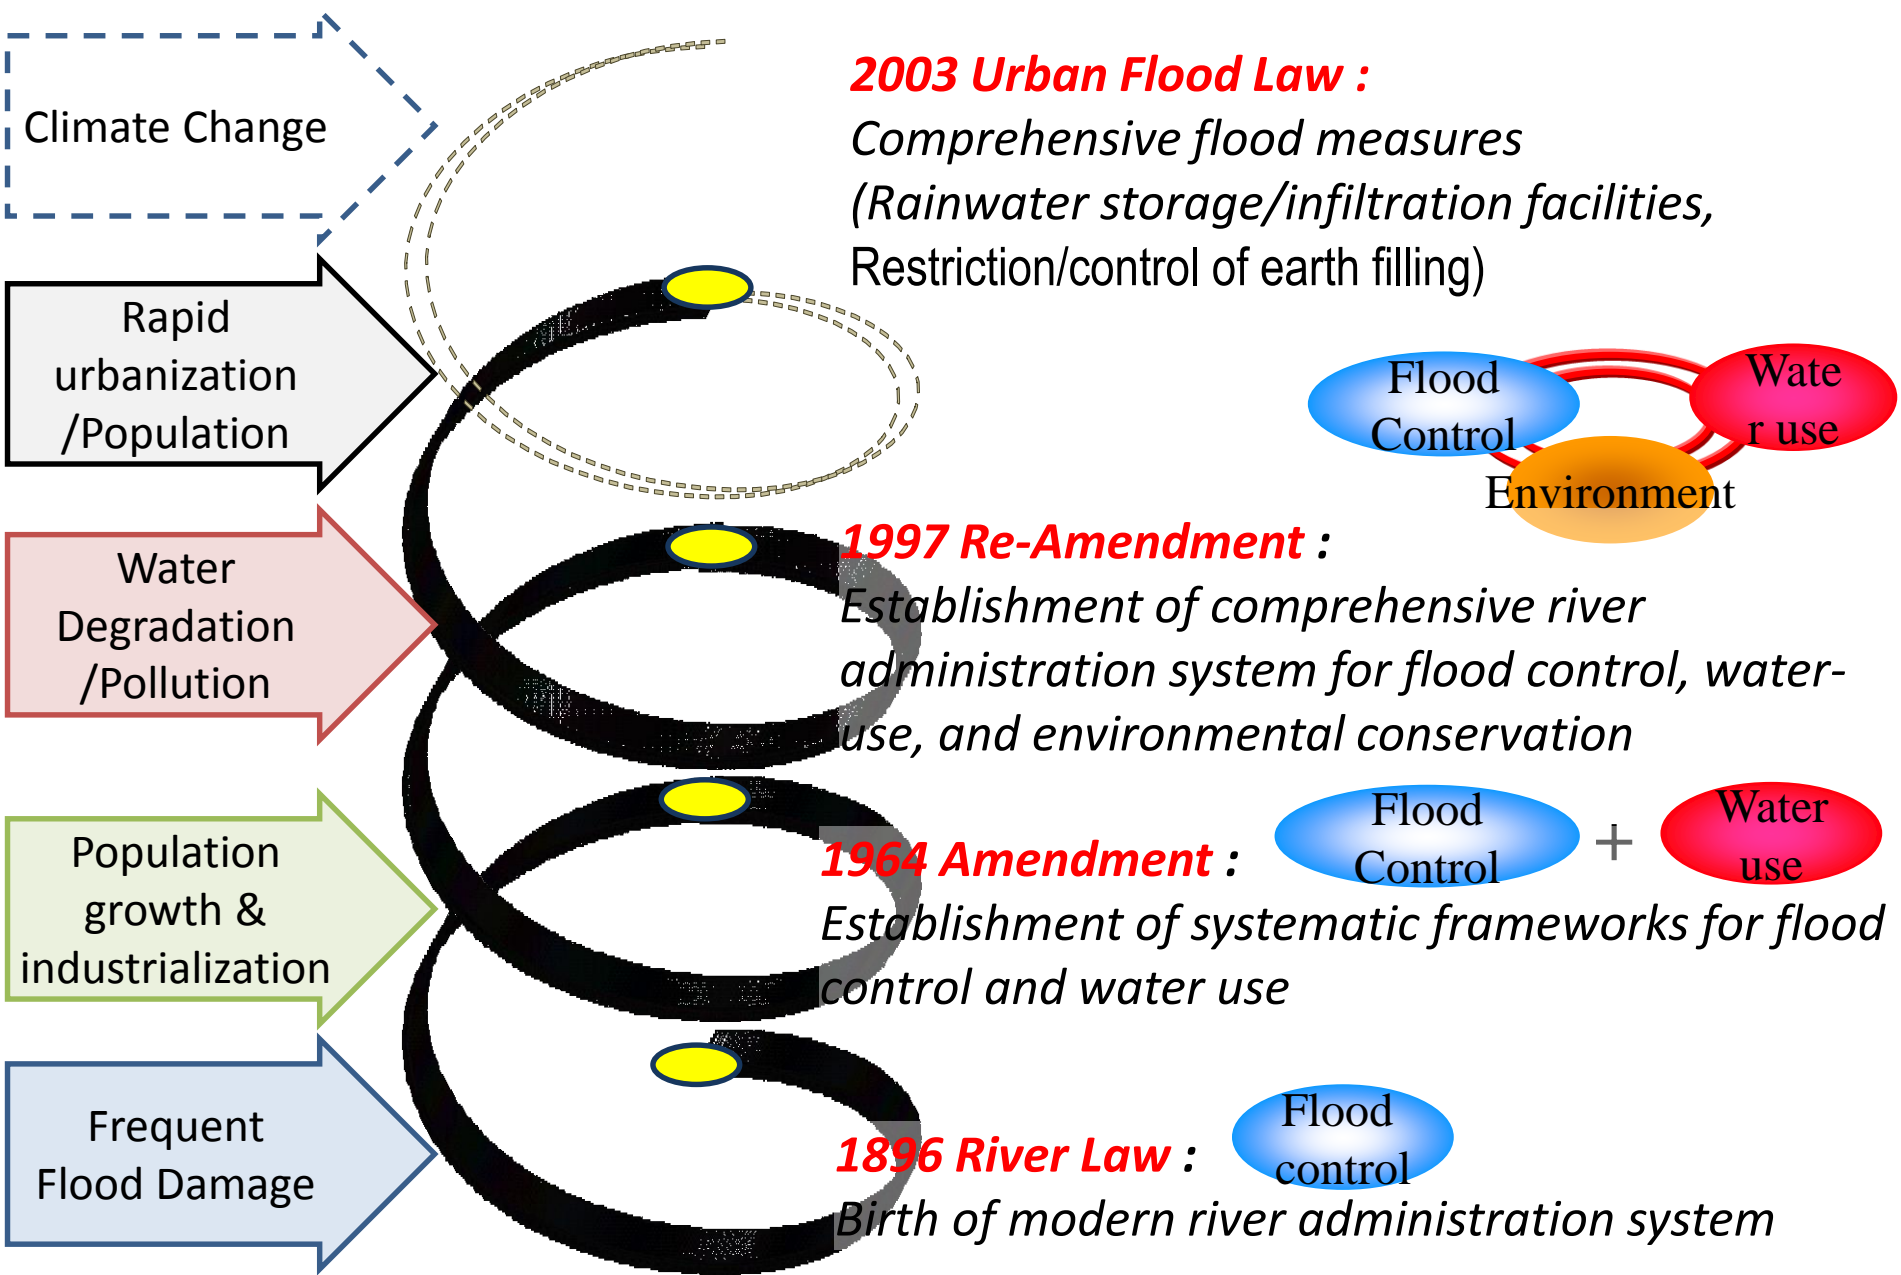 Climate Change
Rapid
urbanization
/Population
Water
Degradation
/Pollution
Population
growth &
industrialization
Frequent
Flood Damage
2003 Urban Flood Law :
Comprehensive flood measures
(Rainwater storage/infiltration facilities,
Restriction/control of earth filling)
Flood
Control
Wate
r use
Environment
1997 Re-Amendment :
Establishment of comprehensive river
administration system for flood control, water-
use, and environmental conservation
1964 Amendment :
Flood
Control
+
Water
use
Establishment of systematic frameworks for flood
control and water use
1896 River Law :
Flood
control
Birth of modern river administration system